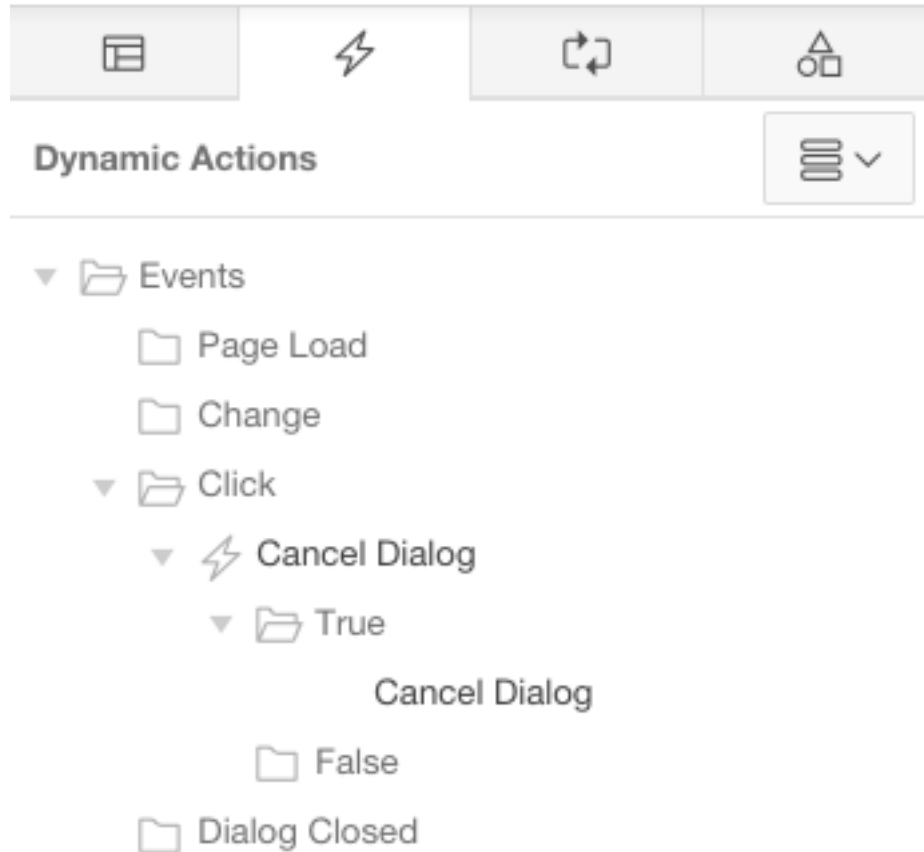 Dynamic Actions
Events
Page Load
Change
Click
Cancel Dialog
True
Cancel Dialog
False
Dialog Closed